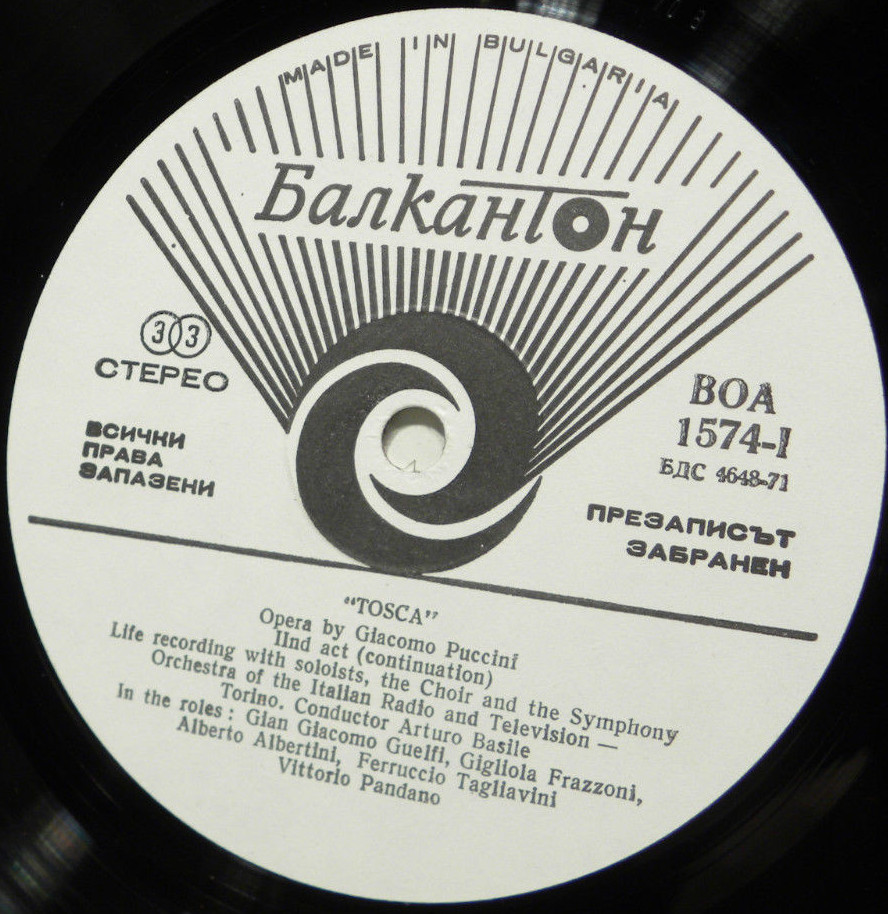 MADE IN BULGARIA
Балкантон
33
СТЕРЕО
ВСИЧКИ
ПРАВА
ЗАПАЗЕНИ
ВОА
1574-I
БДС 4648-71
ПРЕЗАПИСЪТ
ЗАБРАНЕН
“TOSCA”
Opera by Giacomo Puccini
IInd act (continuation)
Life recording with soloists, the Choir and the Symphony
Orchestra of the Italian Radio and Television —
Torino. Conductor Arturo Basile
In the roles: Gian Giacomo Guelfi, Gigliola Frazzoni,
Alberto Albertini, Ferruccio Tagliavini
Vittorio Pandano